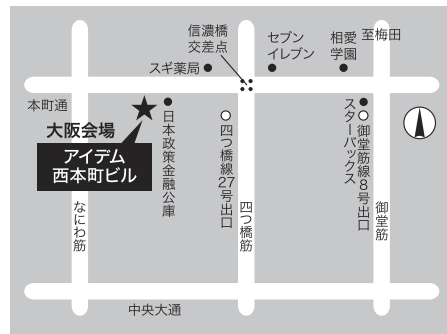 信濃橋
交差点
セブン
イレブン
相愛
学園
至梅田
スギ薬局
本町通
大阪会場
アイデム
西本町ビル
日本政策金融公庫
四つ橋線27号出口
スターバックス
御堂筋線8号出口
なにわ筋
四つ橋筋
御堂筋
中央大通